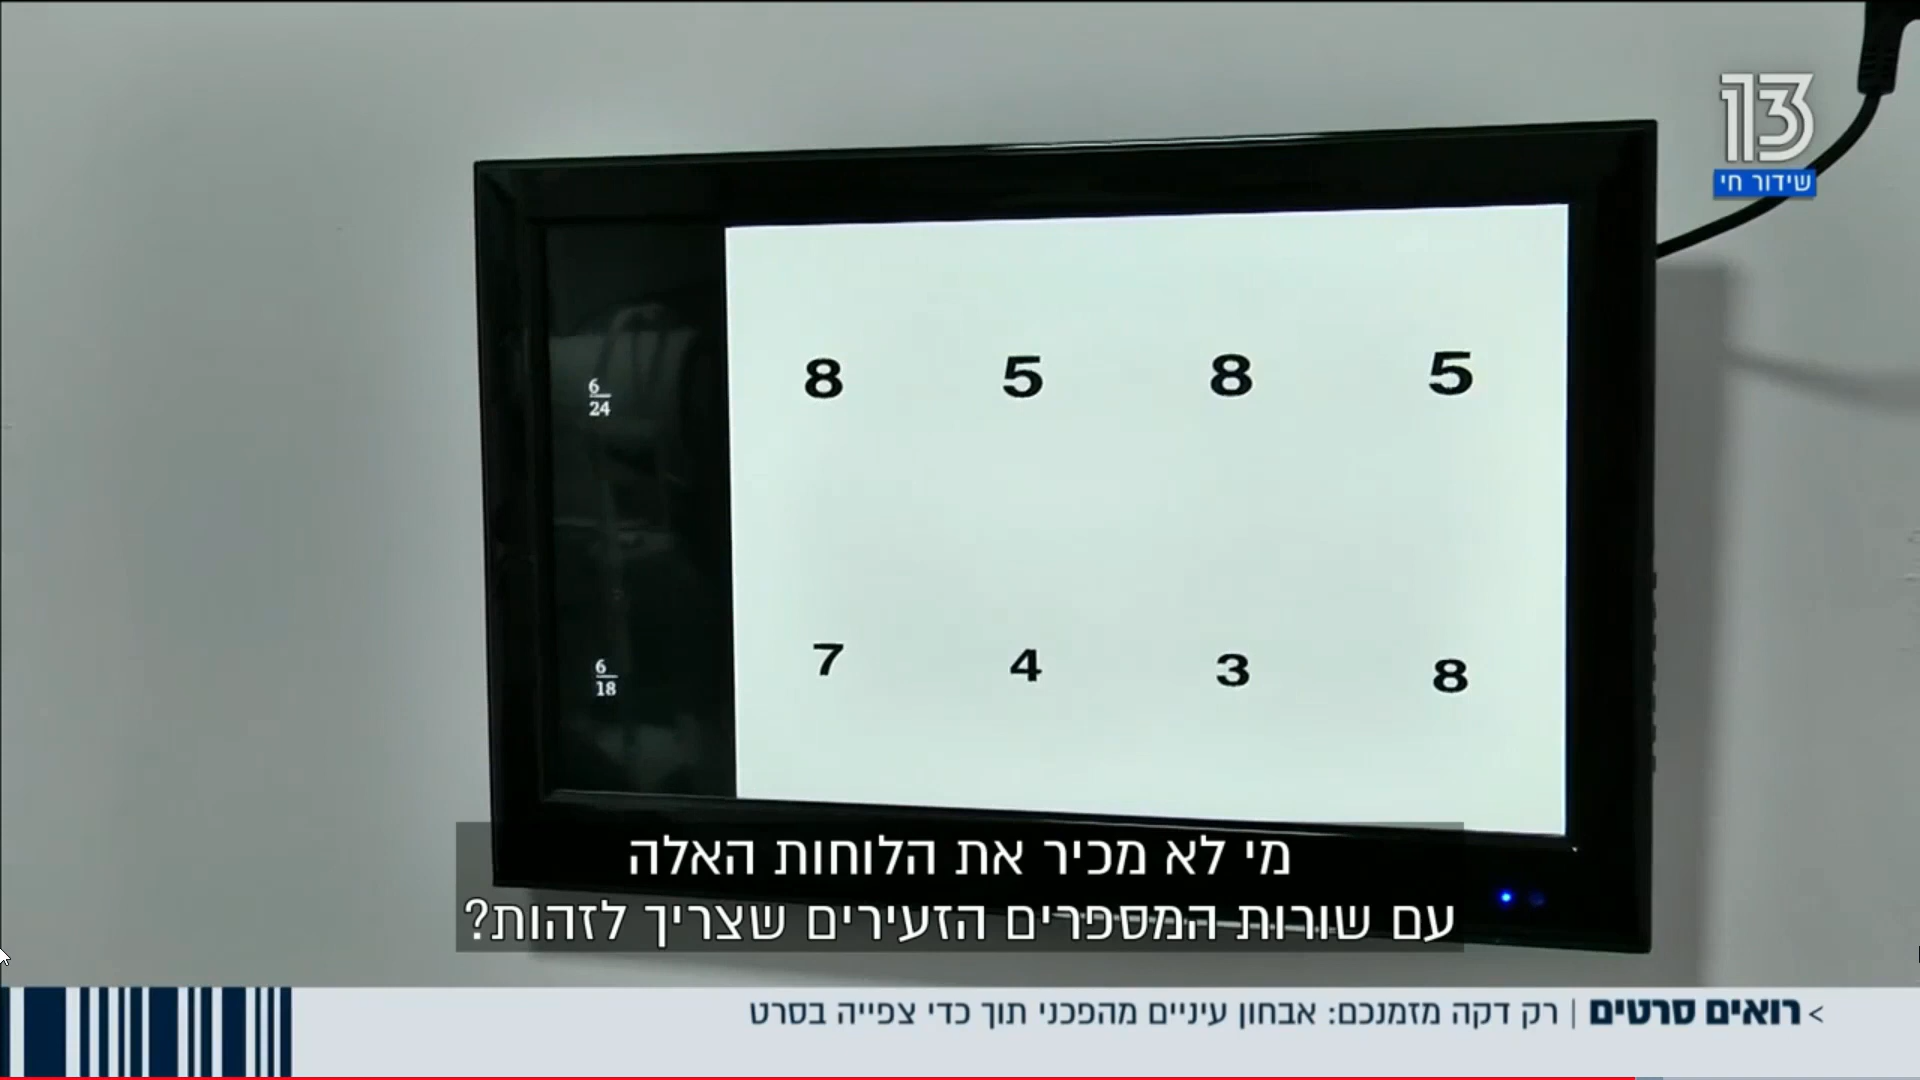 13
שידור חי
6/24
8 5 8 5
6/18
7 4 3 8
מי לא מכיר את הלוחות האלה
עם שורות המספרים הזעירים שצריך לזהות?
> רואים סרטים | רק דקה מזמנכם: אבחון עיניים מהפכני תוך כדי צפייה בסרט